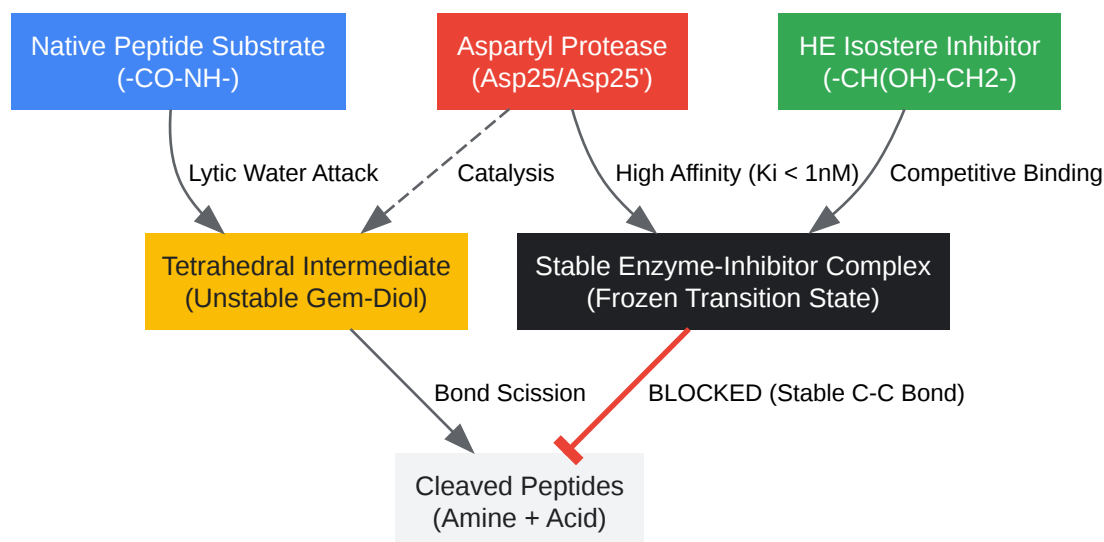 Native Peptide Substrate
(-CO-NH-)
Aspartyl Protease
(Asp25/Asp25')
HE Isostere Inhibitor
(-CH(OH)-CH2-)
Lytic Water Attack
Catalysis
High Affinity (Ki < 1nM)
Competitive Binding
Tetrahedral Intermediate
(Unstable Gem-Diol)
Stable Enzyme-Inhibitor Complex
(Frozen Transition State)
Bond Scission
BLOCKED (Stable C-C Bond)
Cleaved Peptides
(Amine + Acid)